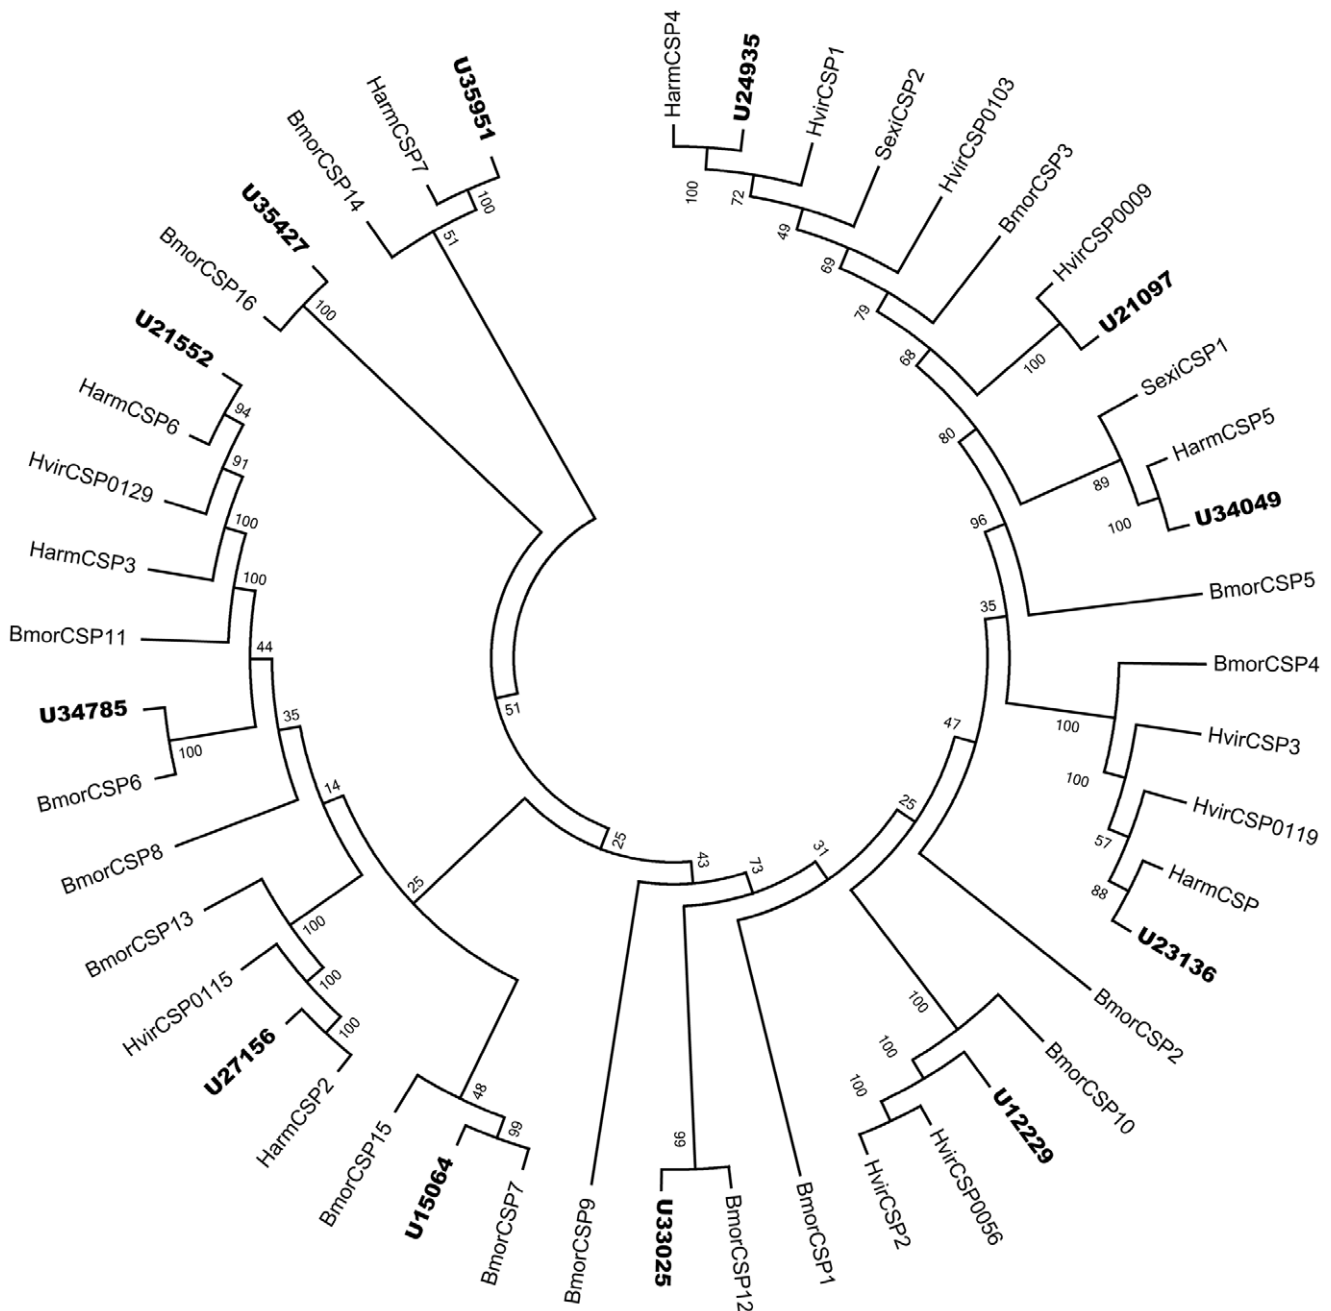 HarmCSP4
U24935
HvirCSP1
SexiCSP2
HvirCSP0103
BmorCSP3
HvirCSP0009
U21097
SexiCSP1
HarmCSP5
U34049
BmorCSP5
BmorCSP4
HvirCSP3
HvirCSP0119
HarmCSP
U23136
BmorCSP2
BmorCSP10
U12229
HvirCSP0056
HvirCSP2
BmorCSP1
BmorCSP12
U33025
BmorCSP9
BmorCSP7
U15064
BmorCSP15
HarmCSP2
U27156
HvirCSP0115
BmorCSP13
BmorCSP8
BmorCSP6
U34785
BmorCSP11
HarmCSP3
HvirCSP0129
HarmCSP6
U21552
BmorCSP16
U35427
BmorCSP14
HarmCSP7
U35951
100
72
49
69
79
68
100
80
89
100
96
35
100
100
57
88
47
25
100
100
100
31
73
43
25
99
51
25
48
99
14
100
100
100
35
44
100
100
100
91
94
100
51
100